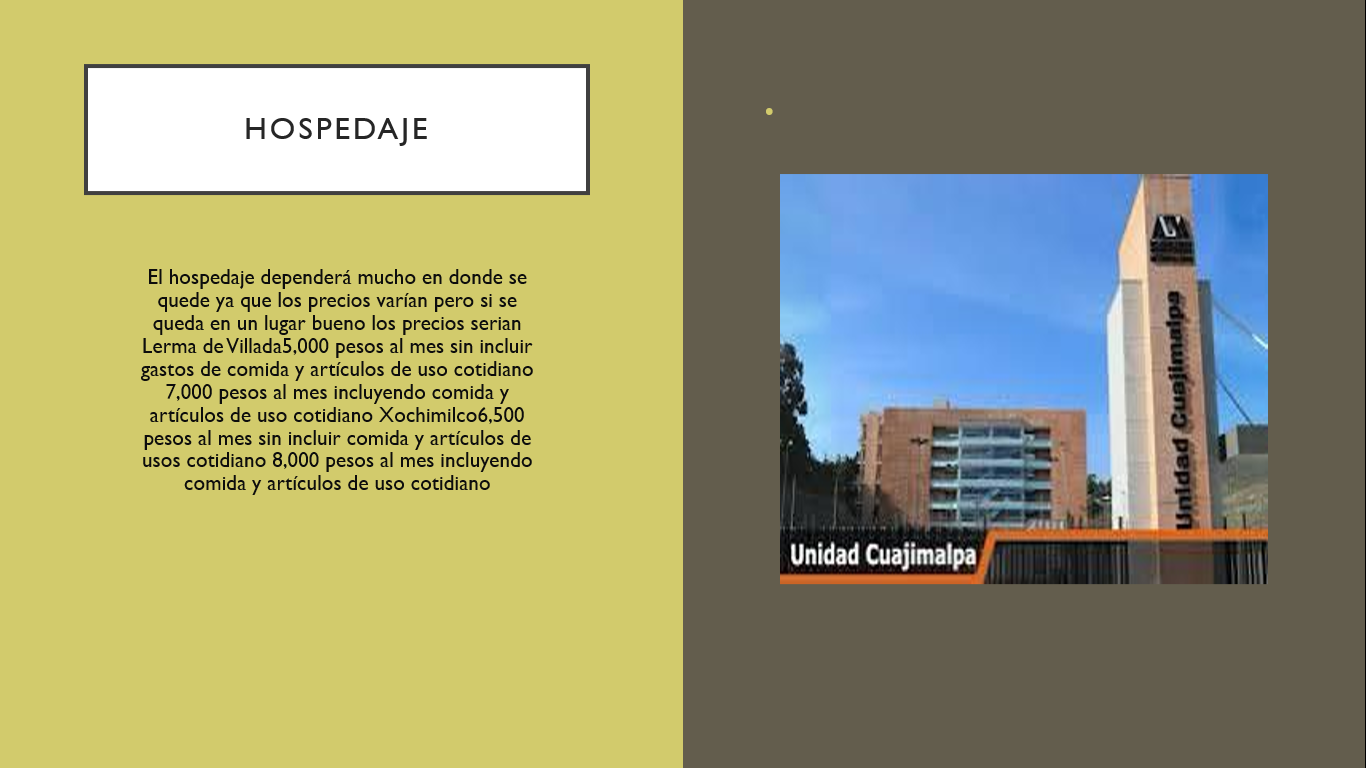 HOSPEDAJE
El hospedaje dependerá mucho en donde se
quede ya que los precios varían pero si se
queda en un lugar bueno los precios serian
Lerma de Villada5,000 pesos al mes sin incluir
gastos de comida y artículos de uso cotidiano
7,000 pesos al mes incluyendo comida y
artículos de uso cotidiano Xochimilco6,500
pesos al mes sin incluir comida y artículos de
usos cotidiano 8,000 pesos al mes incluyendo
comida y artículos de uso cotidiano
Unidad Cuajimalpa
Unidad Cuajimalpa